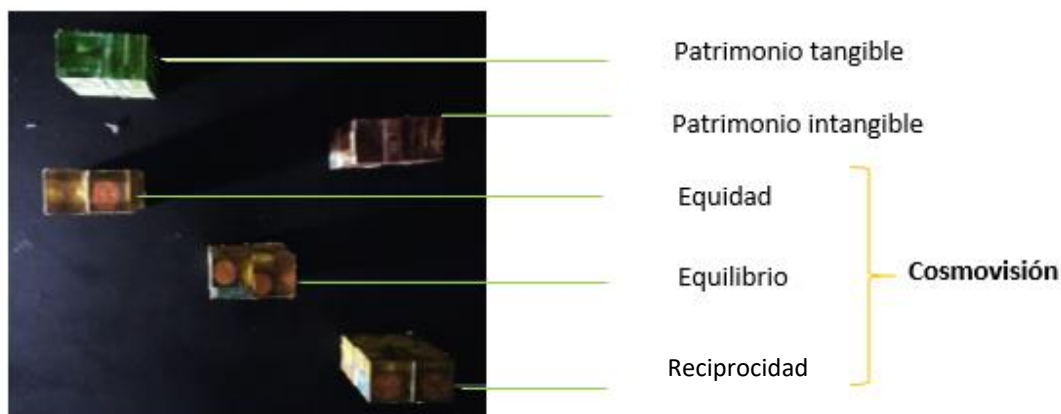 Patrimonio tangible
Patrimonio intangible
Equidad
Equilibrio
Cosmovisión
Reciprocidad